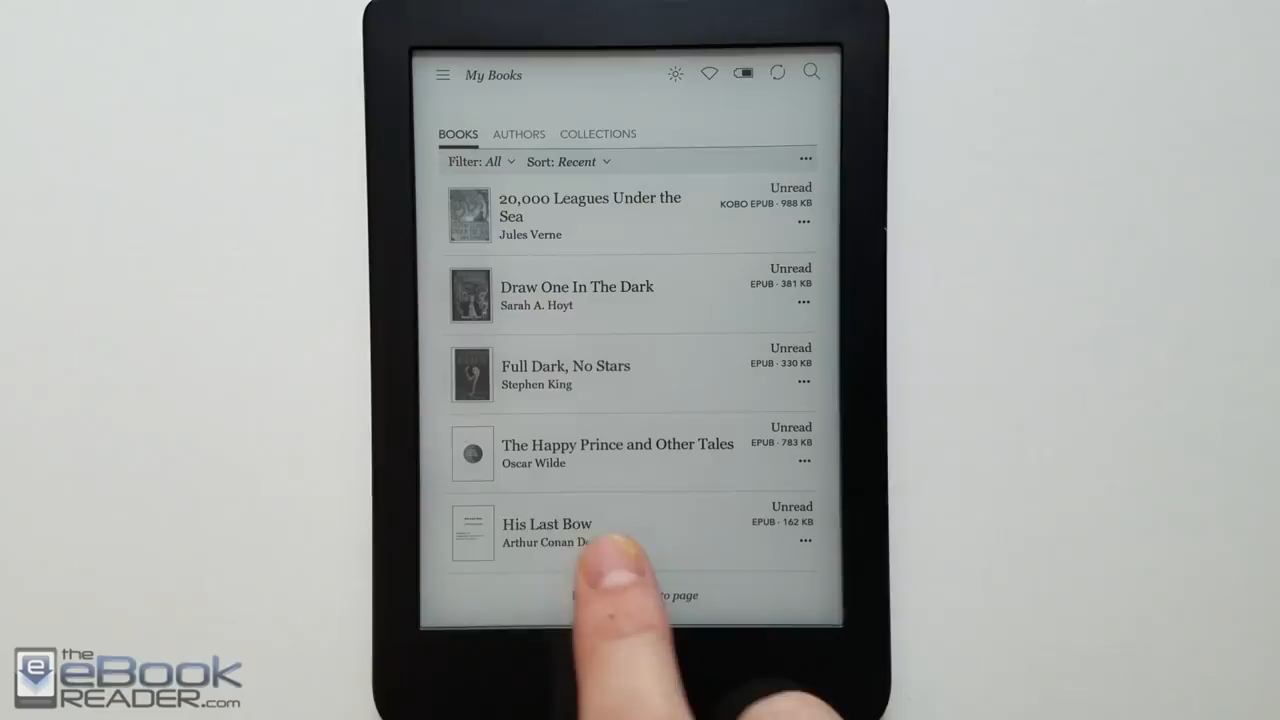 My Books
BOOKS AUTHORS COLLECTIONS
Filter: All Sort: Recent
20,000 Leagues Under the
Sea
Jules Verne
Unread
KOBO EPUB · 988 KB
Draw One In The Dark
Sarah A. Hoyt
Unread
EPUB · 381 KB
Full Dark, No Stars
Stephen King
Unread
EPUB · 330 KB
The Happy Prince and Other Tales
Oscar Wilde
Unread
EPUB · 783 KB
His Last Bow
Arthur Conan
Unread
EPUB · 162 KB
to page
the
eBook
READER.com